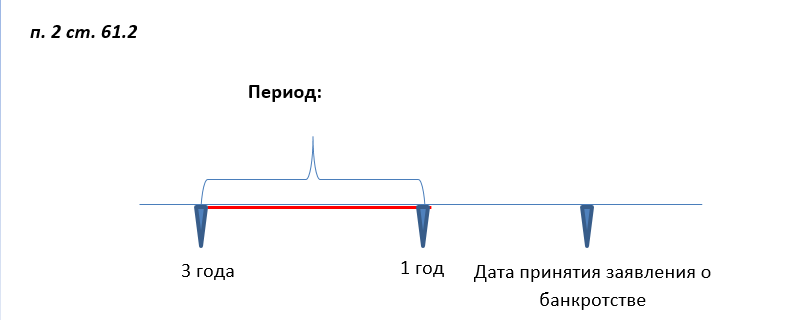 п. 2 ст. 61.2
Период:
3 года
1 год
Дата принятия заявления о
банкротстве